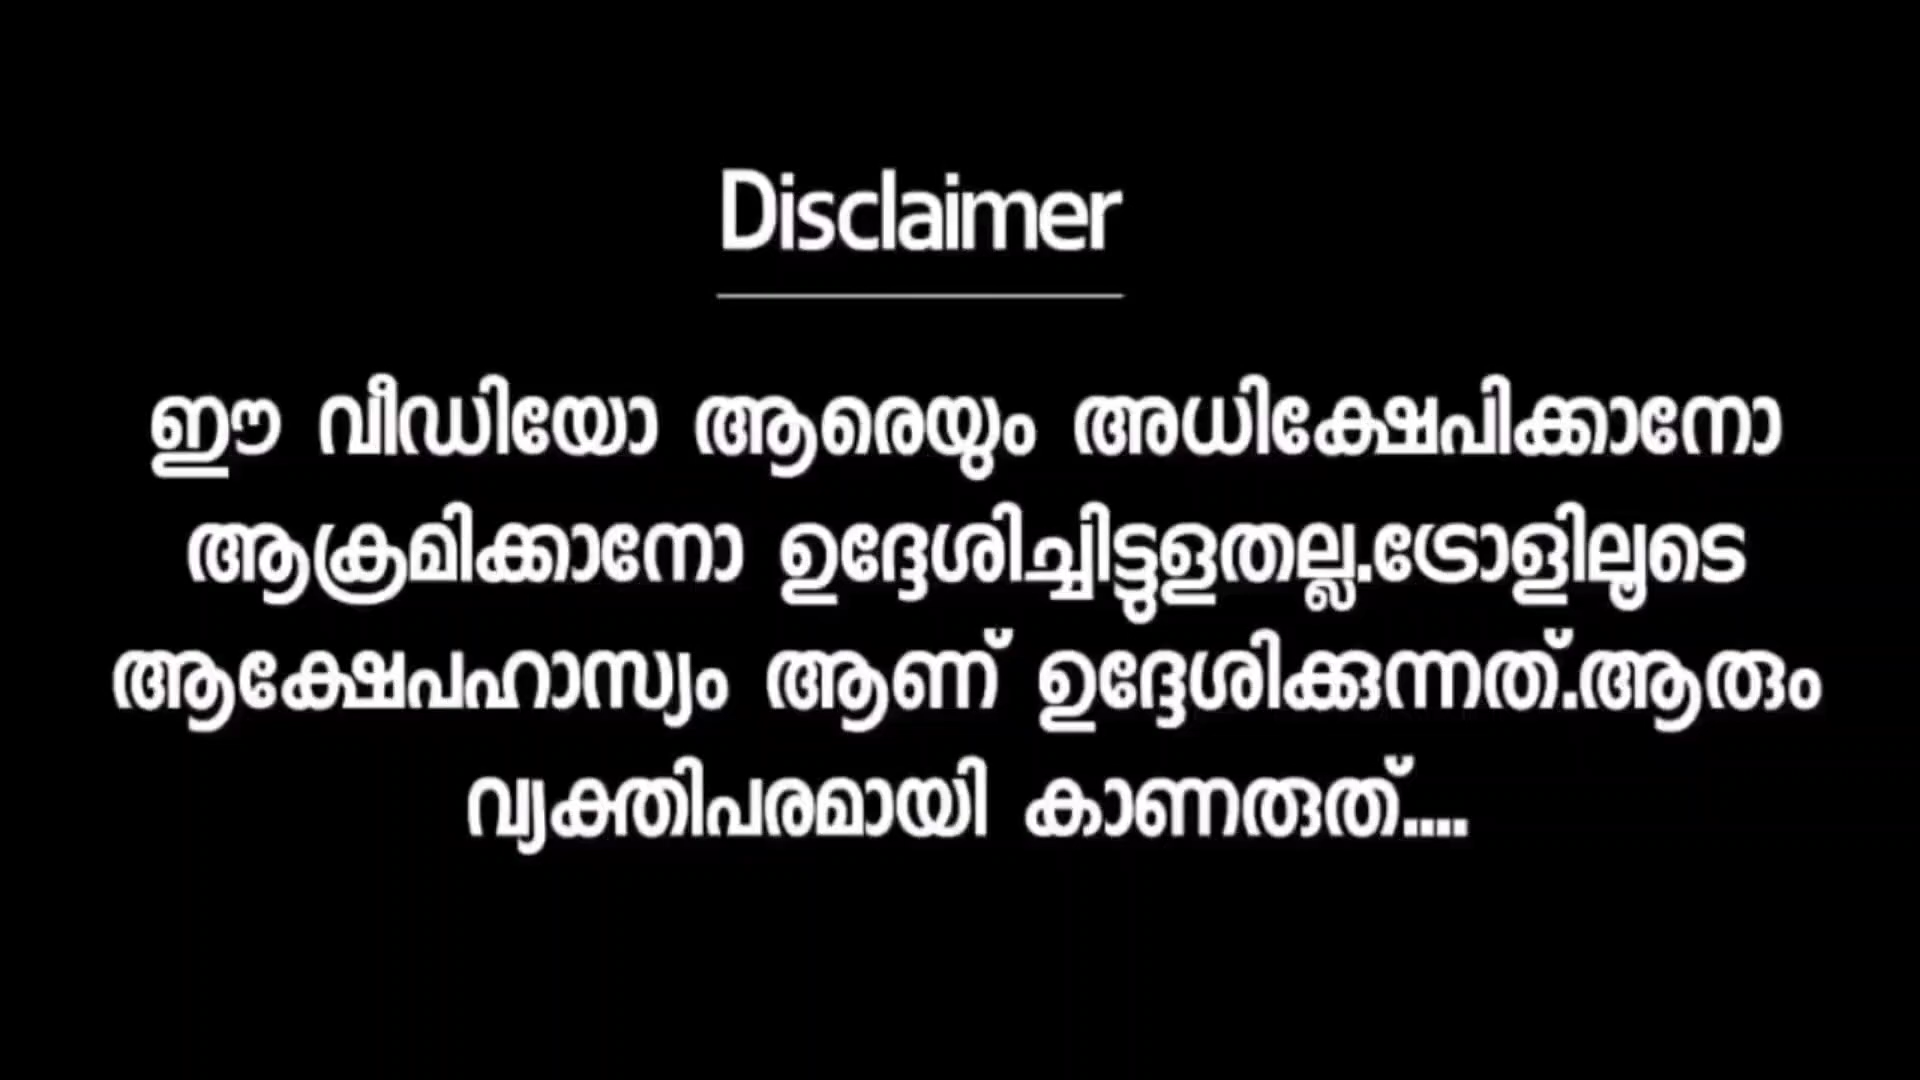 Disclaimer
ഈ വീഡിയോ ആരെയും അധിക്ഷേപിക്കാനോ
ആക്രമിക്കാനോ ഉദ്ദേശിച്ചിട്ടുളതല്ല.ട്രോളിലൂടെ
ആക്ഷേപഹാസ്യം ആണ് ഉദ്ദേശിക്കുന്നത്.ആരും
വ്യക്തിപരമായി കാണരുത്....